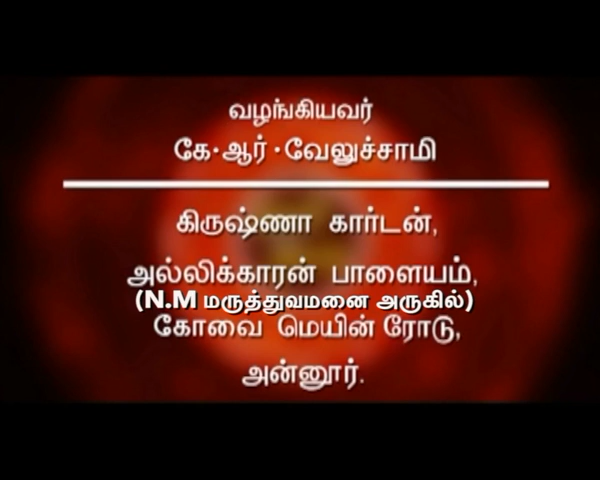 வழங்கியவர்
கே.ஆர்.வேலுச்சாமி
கிருஷ்ணா கார்டன்,
அல்லிக்காரன் பாளையம்,
(N.M மருத்துவமனை அருகில்)
கோவை மெயின் ரோடு,
அன்னூர்.